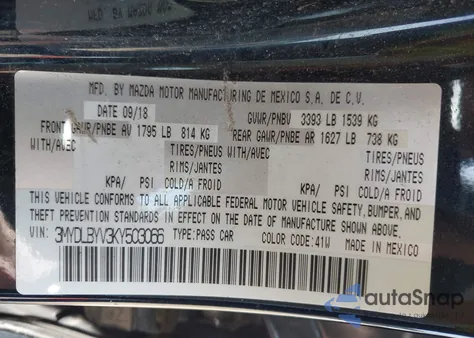 MFD. BY MAZDA MOTOR MANUFACTURING DE MEXICO S.A. DE C.V.
DATE 09/18 GVWR/PNBV 3393 LB 1539 KG
FRONT GAWR/PNBE AV 1795 LB 814 KG REAR GAWR/PNBE AR 1627 LB 738 KG
WITH/AVEC TIRES/PNEUS WITH/AVEC TIRES/PNEUS
RIMS/JANTES RIMS/JANTES
KPA/ PSI COLD/A FROID KPA/ PSI COLD/A FROID
THIS VEHICLE CONFORMS TO ALL APPLICABLE FEDERAL MOTOR VEHICLE SAFETY, BUMPER, AND
THEFT PREVENTION STANDARDS IN EFFECT ON THE DATE OF MANUFACTURE SHOWN ABOVE.
VIN: 3MYDLBYV3KY503066 TYPE:PASS CAR COLOR CODE:41W MADE IN MEXICO
autaSnap